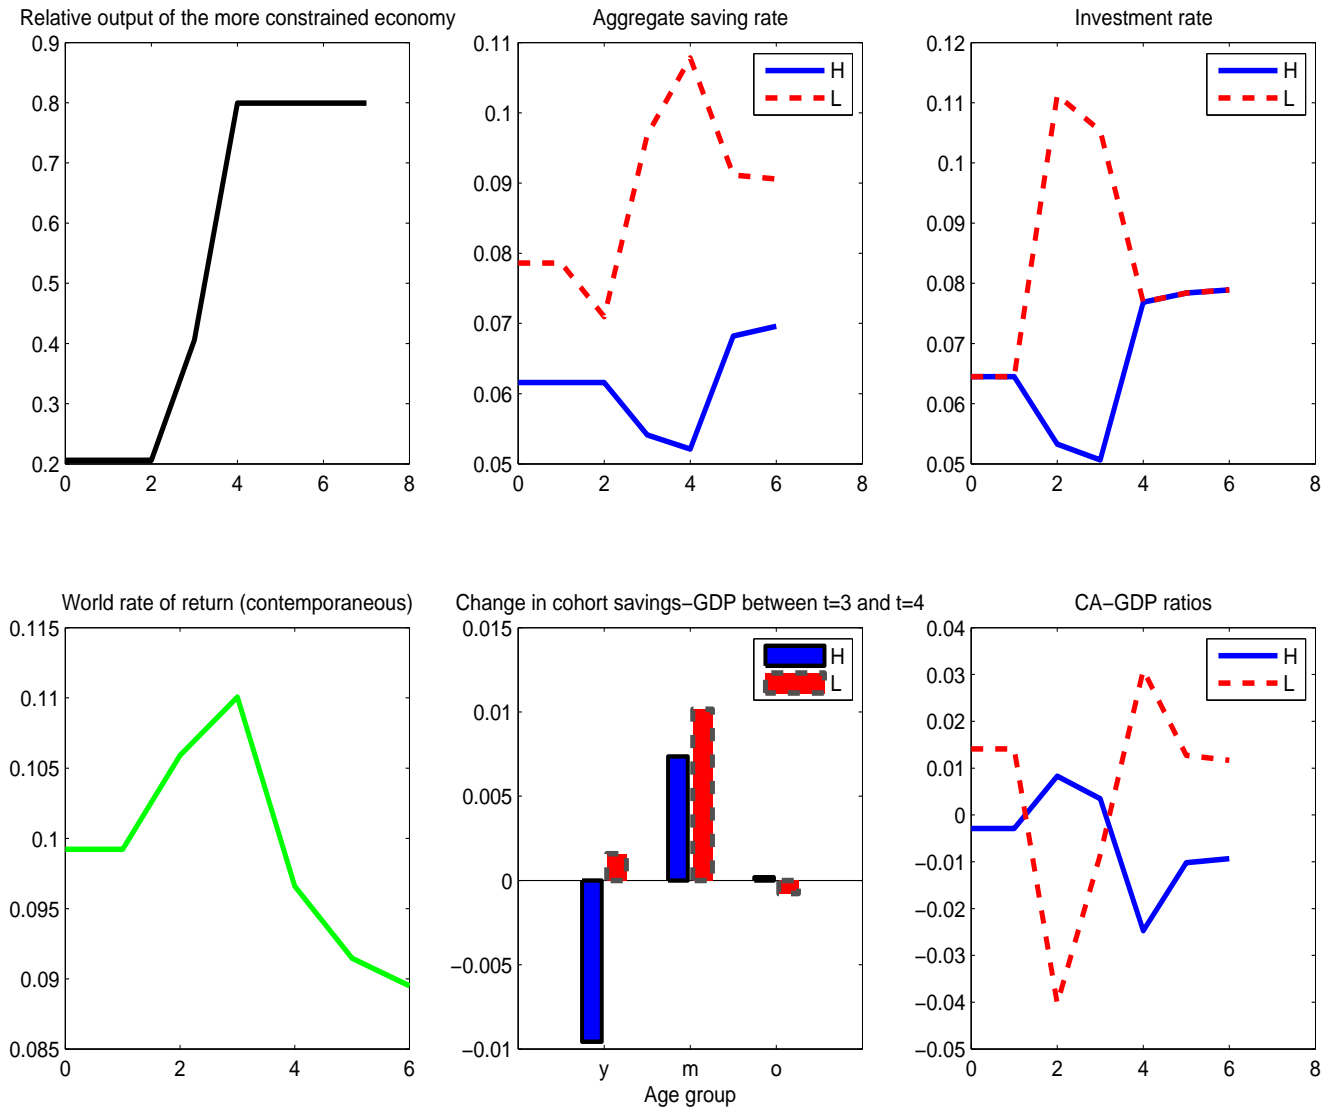 Relative output of the more constrained economy
0.9
0.8
0.7
0.6
0.5
0.4
0.3
0.2
0 2 4 6 8
Aggregate saving rate
0.11
0.1
0.09
0.08
0.07
0.06
0.05
0 2 4 6 8
H
L
Investment rate
0.12
0.11
0.1
0.09
0.08
0.07
0.06
0.05
0 2 4 6 8
H
L
World rate of return (contemporaneous)
0.115
0.11
0.105
0.1
0.095
0.09
0.085
0 2 4 6
Change in cohort savings−GDP between t=3 and t=4
0.015
0.01
0.005
0
−0.005
−0.01
y m o
Age group
H
L
CA−GDP ratios
0.04
0.03
0.02
0.01
0
−0.01
−0.02
−0.03
−0.04
−0.05
0 2 4 6 8
H
L